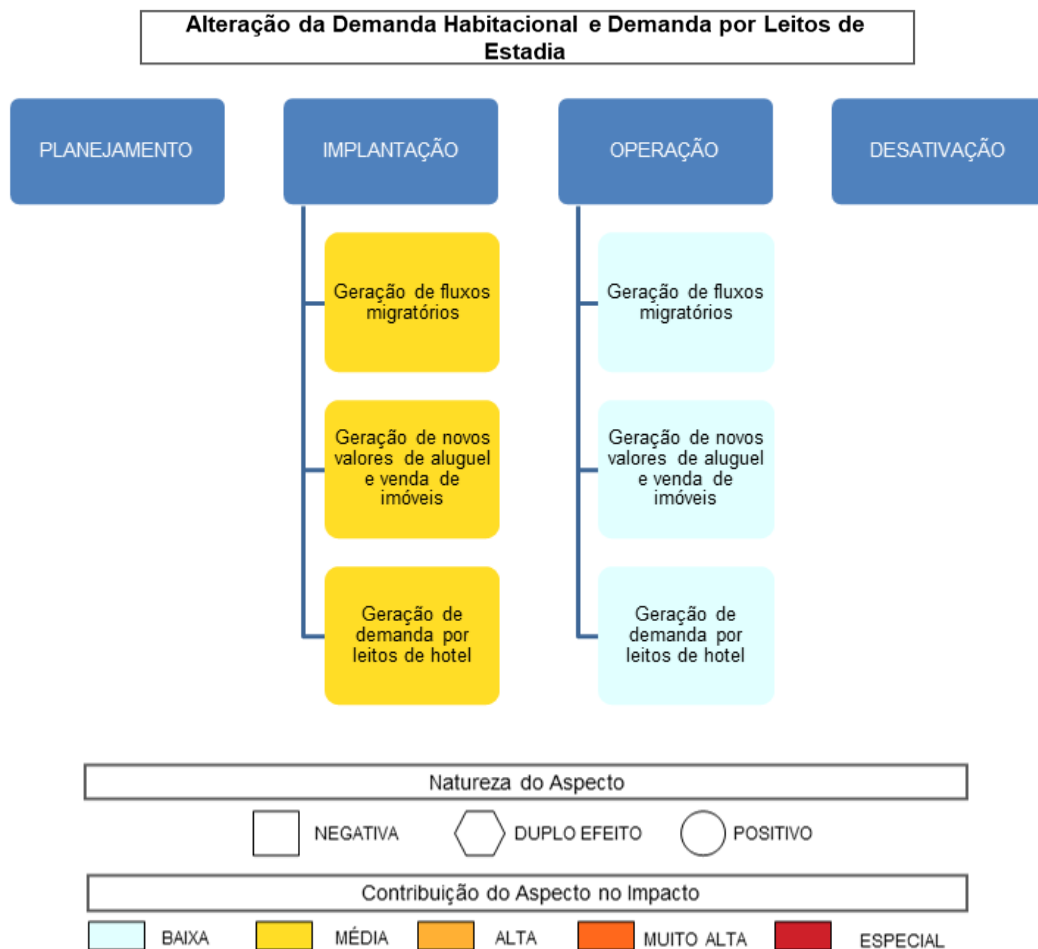 Alteração da Demanda Habitacional e Demanda por Leitos de
Estadia
PLANEJAMENTO
IMPLANTAÇÃO
OPERAÇÃO
DESATIVAÇÃO
Geração de fluxos
migratórios
Geração de fluxos
migratórios
Geração de novos
valores de aluguel
e venda de
imóveis
Geração de novos
valores de aluguel
e venda de
imóveis
Geração de
demanda por
leitos de hotel
Geração de
demanda por
leitos de hotel
Natureza do Aspecto
NEGATIVA
DUPLO EFEITO
POSITIVO
Contribuição do Aspecto no Impacto
BAIXA
MÉDIA
ALTA
MUITO ALTA
ESPECIAL